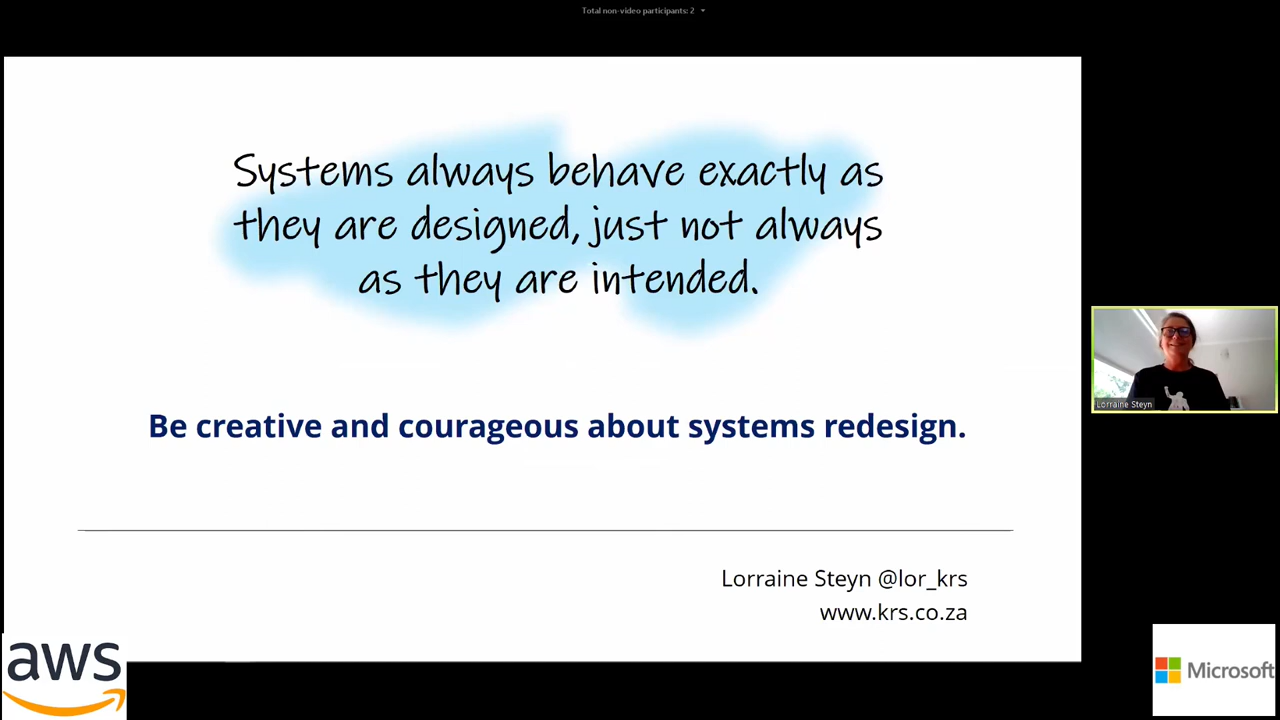 Total non-video participants: 2
Systems always behave exactly as
they are designed, just not always
as they are intended.
Be creative and courageous about systems redesign.
Lorraine Steyn
Lorraine Steyn @lor_krs
www.krs.co.za
aws
Microsoft